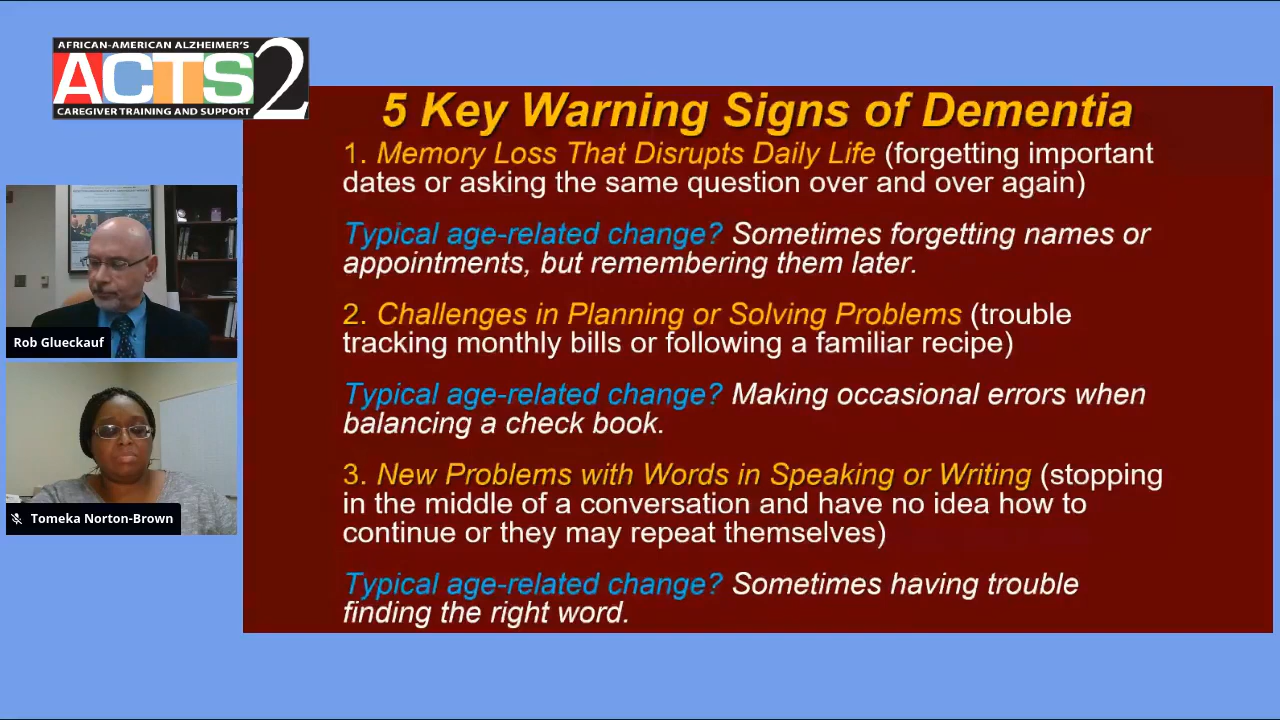 AFRICAN-AMERICAN ALZHEIMER'S
ACTS2
CAREGIVER TRAINING AND SUPPORT
5 Key Warning Signs of Dementia
1. Memory Loss That Disrupts Daily Life (forgetting important
dates or asking the same question over and over again)
Typical age-related change? Sometimes forgetting names or
appointments, but remembering them later.
2. Challenges in Planning or Solving Problems (trouble
tracking monthly bills or following a familiar recipe)
Typical age-related change? Making occasional errors when
balancing a check book.
3. New Problems with Words in Speaking or Writing (stopping
in the middle of a conversation and have no idea how to
continue or they may repeat themselves)
Typical age-related change? Sometimes having trouble
finding the right word.
Rob Glueckauf
Tomeka Norton-Brown